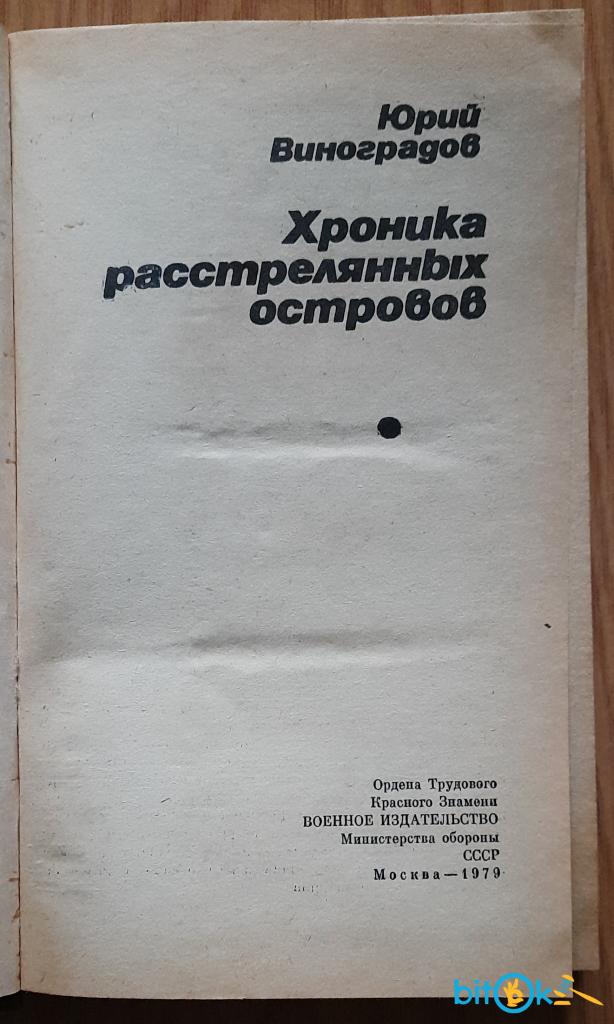 Юрий
Виноградов
Хроника
расстрелянных
островов
Ордена Трудового
Красного Знамени
ВОЕННОЕ ИЗДАТЕЛЬСТВО
Министерства обороны
СССР
Москва — 1979
bitOk